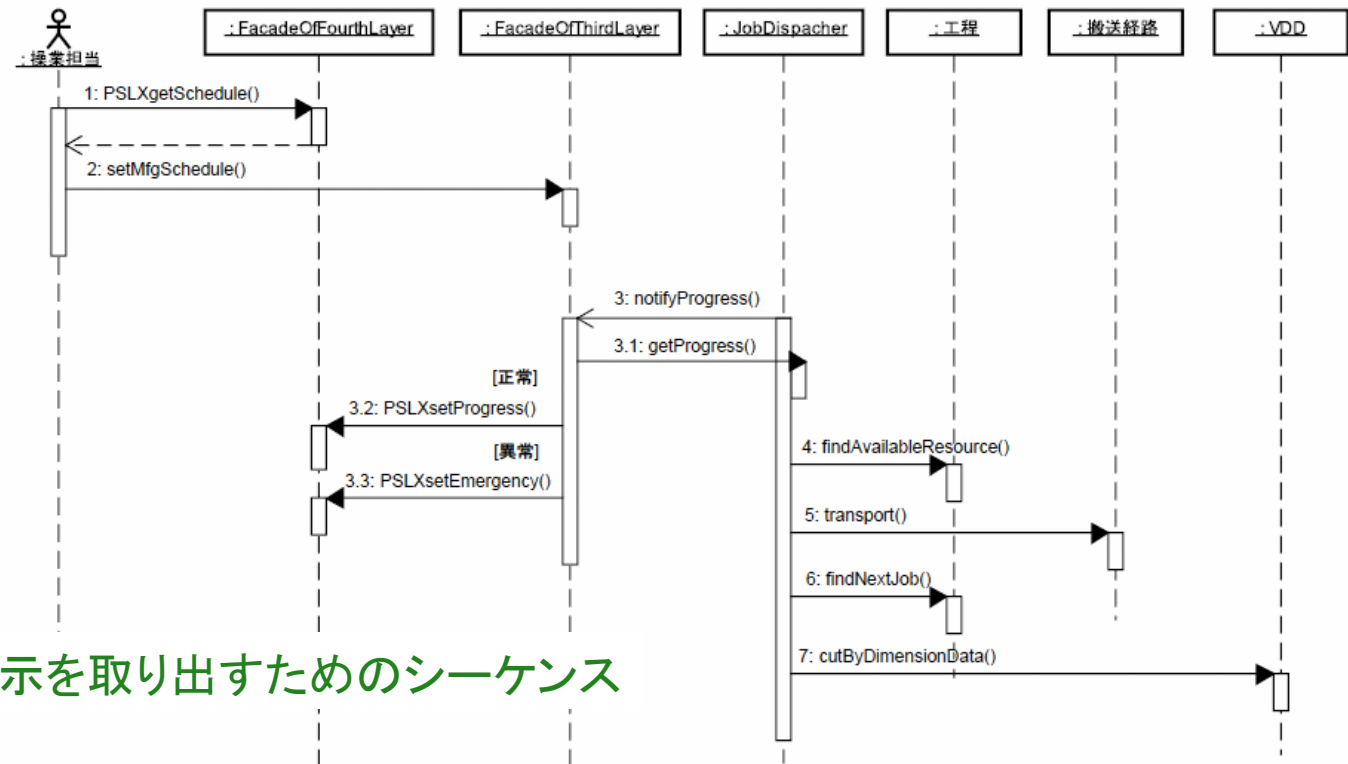 : FacadeOfFourthLayer
: FacadeOfThirdLayer
: JobDispacher
: 工程
: 搬送経路
: VDD
: 操業担当
1: PSLXgetSchedule()
2: setMfgSchedule()
3: notifyProgress()
3.1: getProgress()
[正常]
3.2: PSLXsetProgress()
[異常]
3.3: PSLXsetEmergency()
4: findAvailableResource()
5: transport()
6: findNextJob()
7: cutByDimensionData()
示を取り出すためのシーケンス